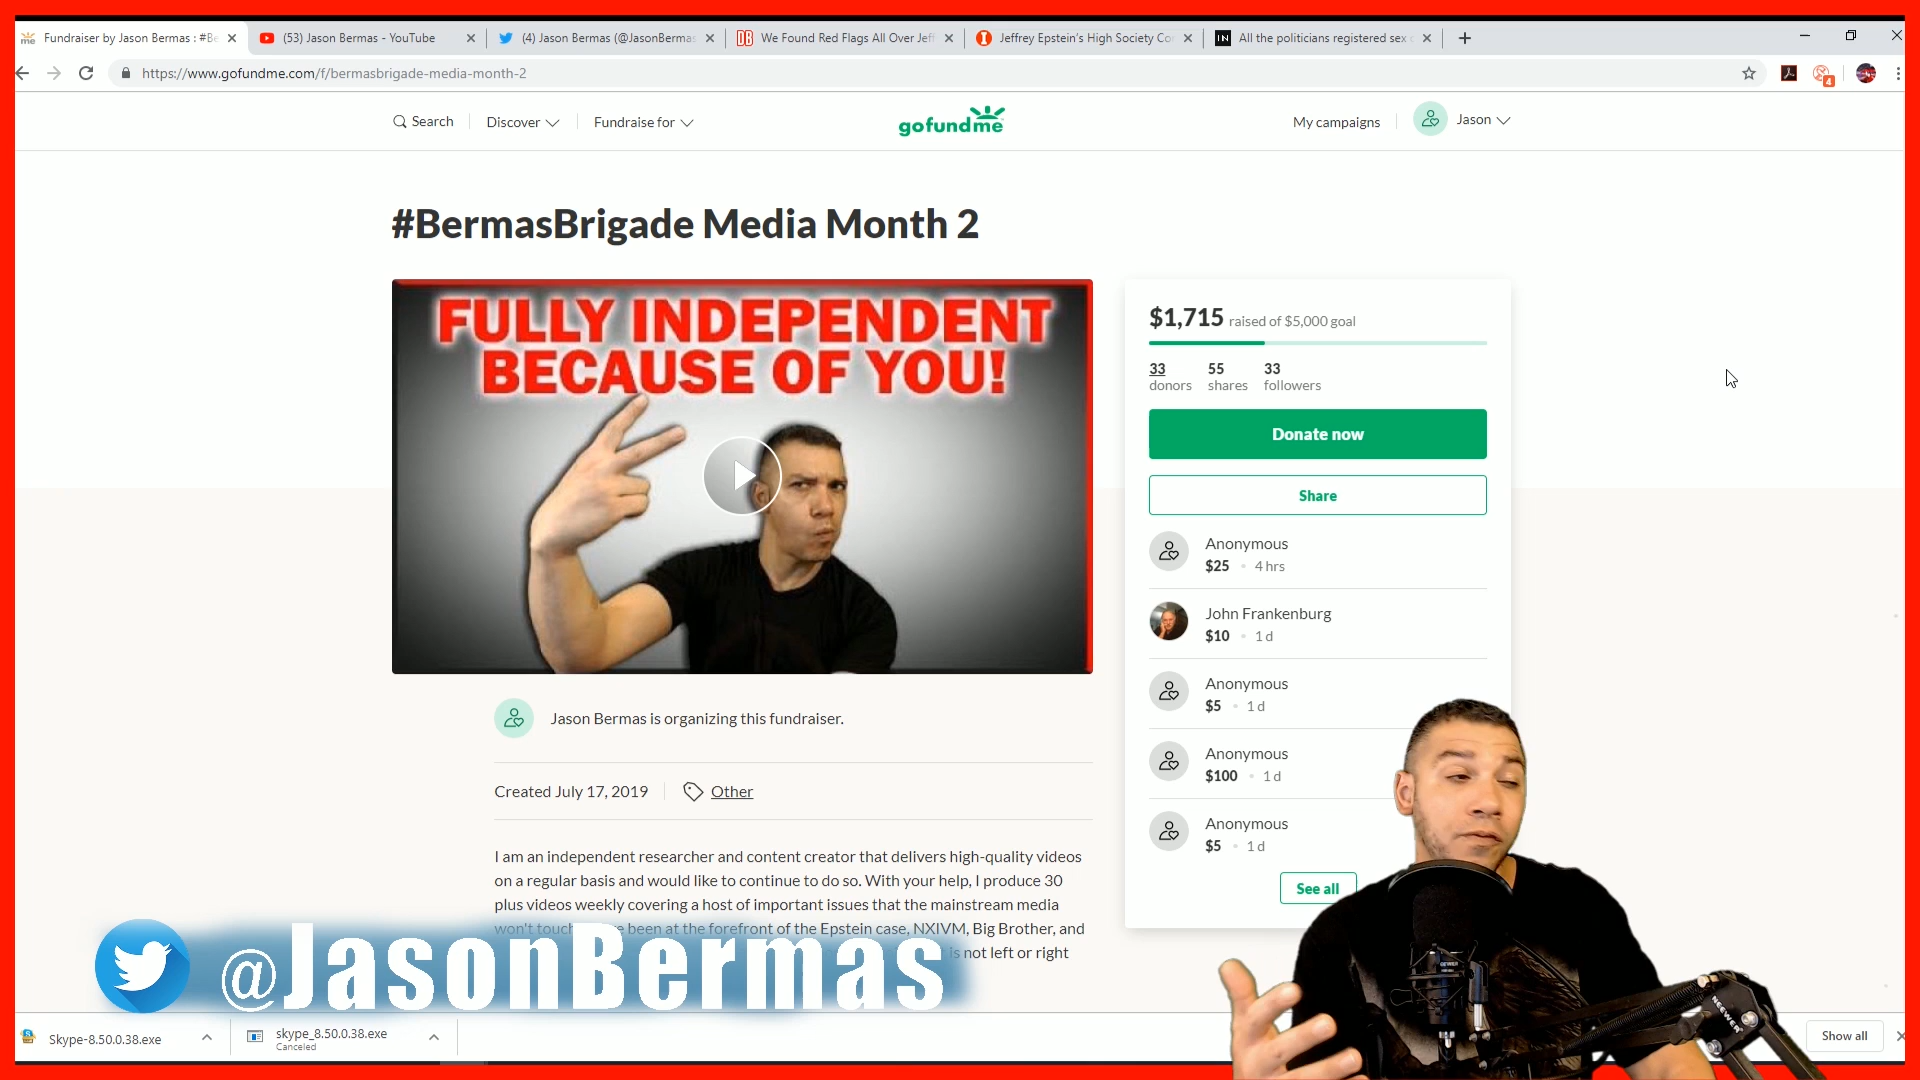 Fundraiser by Jason Bermas : #Be
(53) Jason Bermas - YouTube
(4) Jason Bermas (@JasonBermas
We Found Red Flags All Over Jeff
Jeffrey Epstein's High Society Co
All the politicians registered sex
https://www.gofundme.com/f/bermasbrigade-media-month-2
4
Search
Discover
Fundraise for
gofundme
My campaigns
Jason
#BermasBrigade Media Month 2
FULLY INDEPENDENT
BECAUSE OF YOU!
$1,715 raised of $5,000 goal
33 55 33
donors shares followers
Donate now
Share
Anonymous
$25 • 4 hrs
John Frankenburg
$10 • 1 d
Anonymous
$5 • 1 d
Anonymous
$100 • 1 d
Anonymous
$5 • 1 d
See all
Jason Bermas is organizing this fundraiser.
Created July 17, 2019
Other
I am an independent researcher and content creator that delivers high-quality videos
on a regular basis and would like to continue to do so. With your help, I produce 30
plus videos weekly covering a host of important issues that the mainstream media
won't touch been at the forefront of the Epstein case, NXIVM, Big Brother, and
is not left or right
@JasonBermas
NEEWER
Skype-8.50.0.38.exe
skype_8.50.0.38.exe
Canceled
Show all